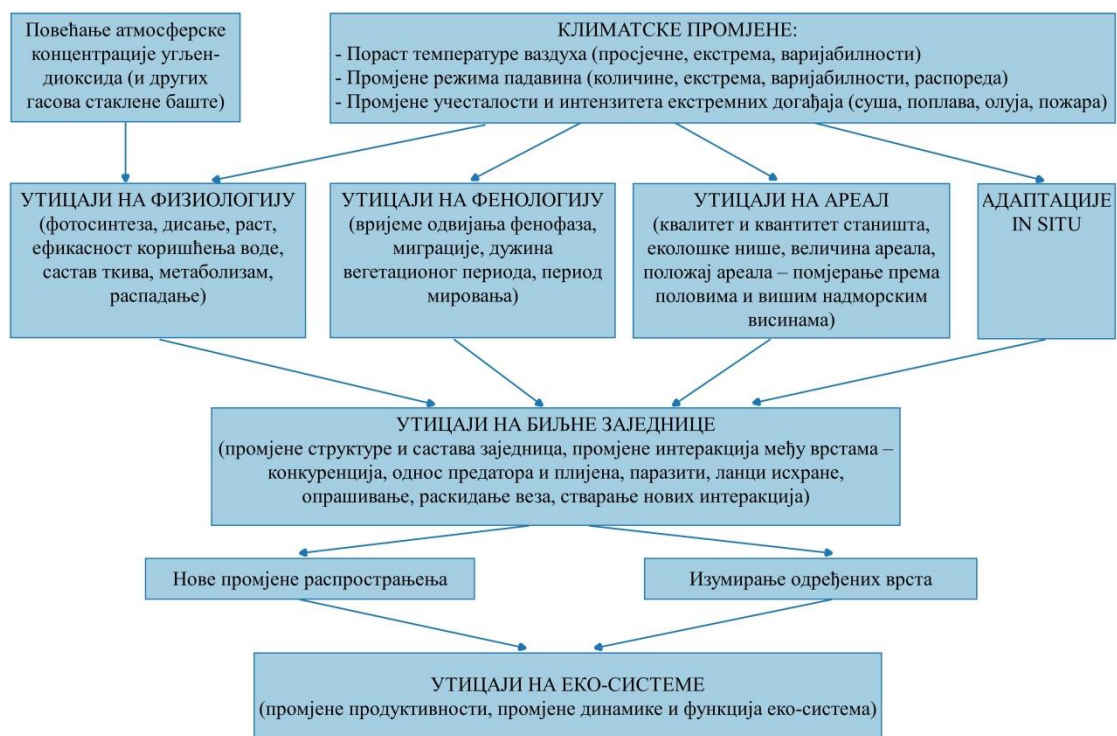 Повећање атмосферске
концентрације угљен-
диоксида (и других
гасова стаклене баште)
КЛИМАТСКЕ ПРОМЈЕНЕ:
- Пораст температуре ваздуха (просјечне, екстрема, варијабилности)
- Промјене режима падавина (количине, екстрема, варијабилности, распореда)
- Промјене учесталости и интензитета екстремних догађаја (суша, поплава, олуја, пожара)
УТИЦАЈИ НА ФИЗИОЛОГИЈУ
(фотосинтеза, дисање, раст,
ефикасност коришћења воде,
састав ткива, метаболизам,
распадање)
УТИЦАЈИ НА ФЕНОЛОГИЈУ
(вријеме одвијања фенофаза,
миграције, дужина
вегетационог периода, период
мировања)
УТИЦАЈИ НА АРЕАЛ
(квалитет и квантитет станишта,
еколошке нише, величина ареала,
положај ареала – помјерање према
половима и вишим надморским
висинама)
АДАПТАЦИЈЕ
IN SITU
УТИЦАЈИ НА БИЉНЕ ЗАЈЕДНИЦЕ
(промјене структуре и састава заједница, промјене интеракција међу врстама –
конкуренција, однос предатора и плијена, паразити, ланци исхране,
опрашивање, раскидање веза, стварање нових интеракција)
Нове промјене распрострањења
Изумирање одређених врста
УТИЦАЈИ НА ЕКО-СИСТЕМЕ
(промјене продуктивности, промјене динамике и функција еко-система)